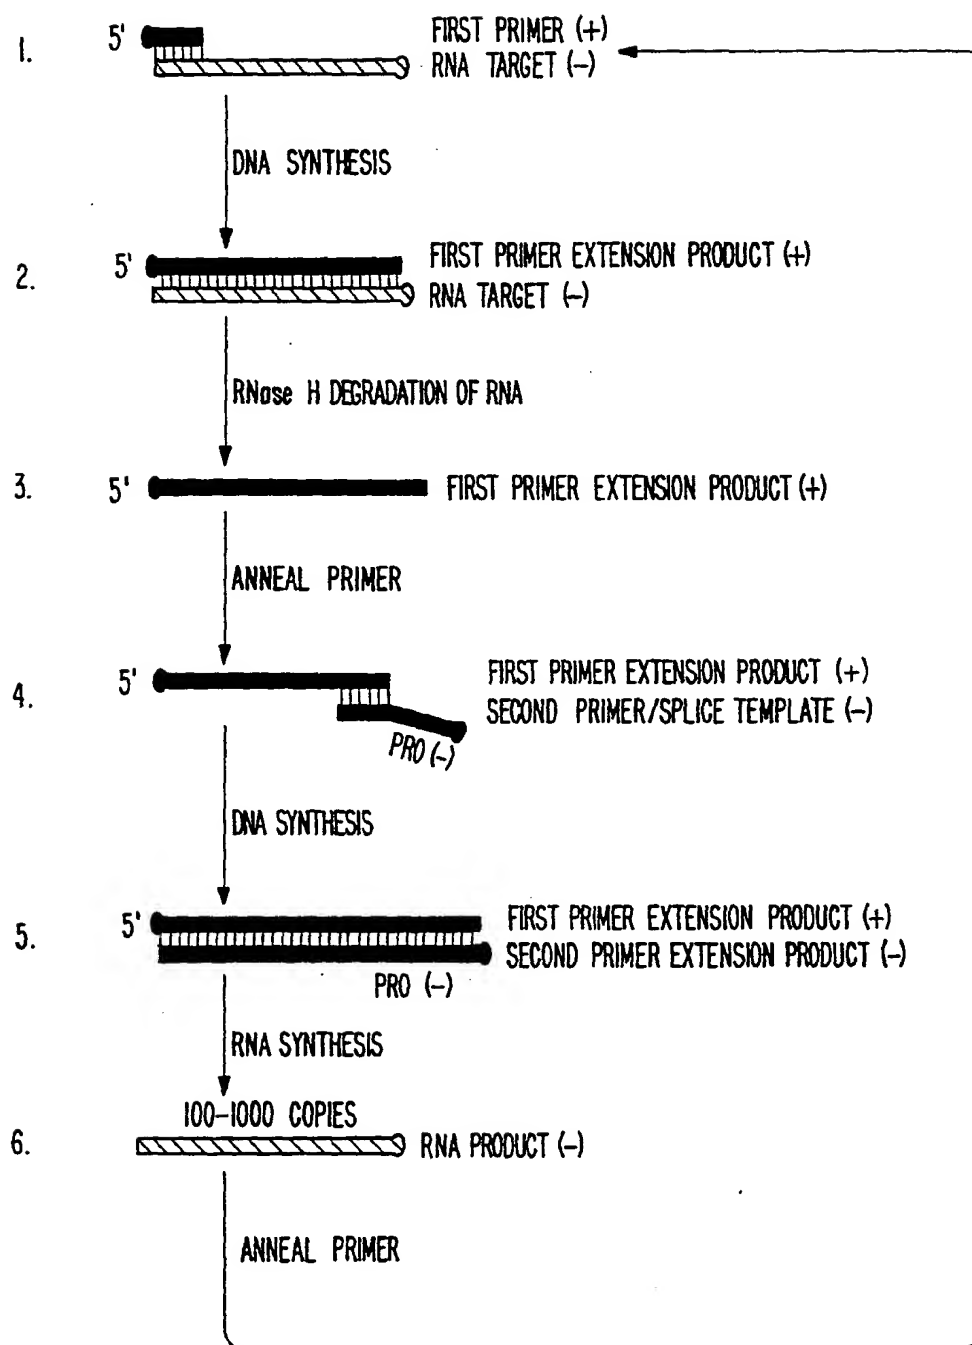 1.
5'
FIRST PRIMER (+)
RNA TARGET (-)
DNA SYNTHESIS
2.
5'
FIRST PRIMER EXTENSION PRODUCT (+)
RNA TARGET (-)
RNase H DEGRADATION OF RNA
3.
5'
FIRST PRIMER EXTENSION PRODUCT (+)
ANNEAL PRIMER
4.
5'
FIRST PRIMER EXTENSION PRODUCT (+)
SECOND PRIMER/SPLICE TEMPLATE (-)
PRO (-)
DNA SYNTHESIS
5.
5'
FIRST PRIMER EXTENSION PRODUCT (+)
SECOND PRIMER EXTENSION PRODUCT (-)
PRO (-)
RNA SYNTHESIS
100-1000 COPIES
6.
RNA PRODUCT (-)
ANNEAL PRIMER